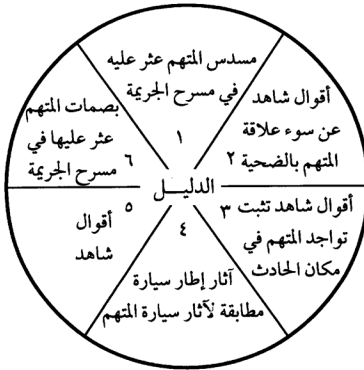 مسدس المتهم عثر عليه
في مسرح الجريمة
١
أقوال شاهد
عن سوء علاقة
المتهم بالضحية ٢
أقوال شاهد تثبت ٣
تواجد المتهم في
مكان الحادث
٤
آثار إطار سيارة
مطابقة لآثار سيارة المتهم
٥
أقوال
شاهد
بصمات المتهم
عثر عليها في
مسرح الجريمة ٦
الدليــل